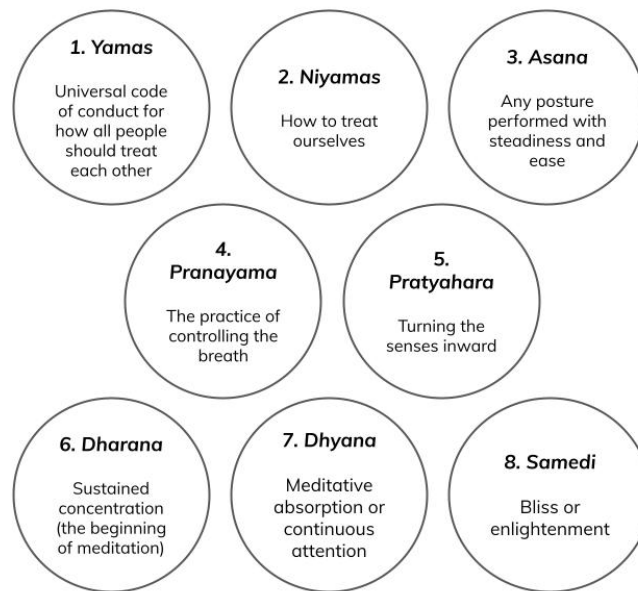 1. Yamas
Universal code
of conduct for
how all people
should treat
each other
2. Niyamas
How to treat
ourselves
3. Asana
Any posture
performed with
steadiness and
ease
4.
Pranayama
The practice of
controlling the
breath
5.
Pratyahara
Turning the
senses inward
6. Dharana
Sustained
concentration
(the beginning
of meditation)
7. Dhyana
Meditative
absorption or
continuous
attention
8. Samedi
Bliss or
enlightenment